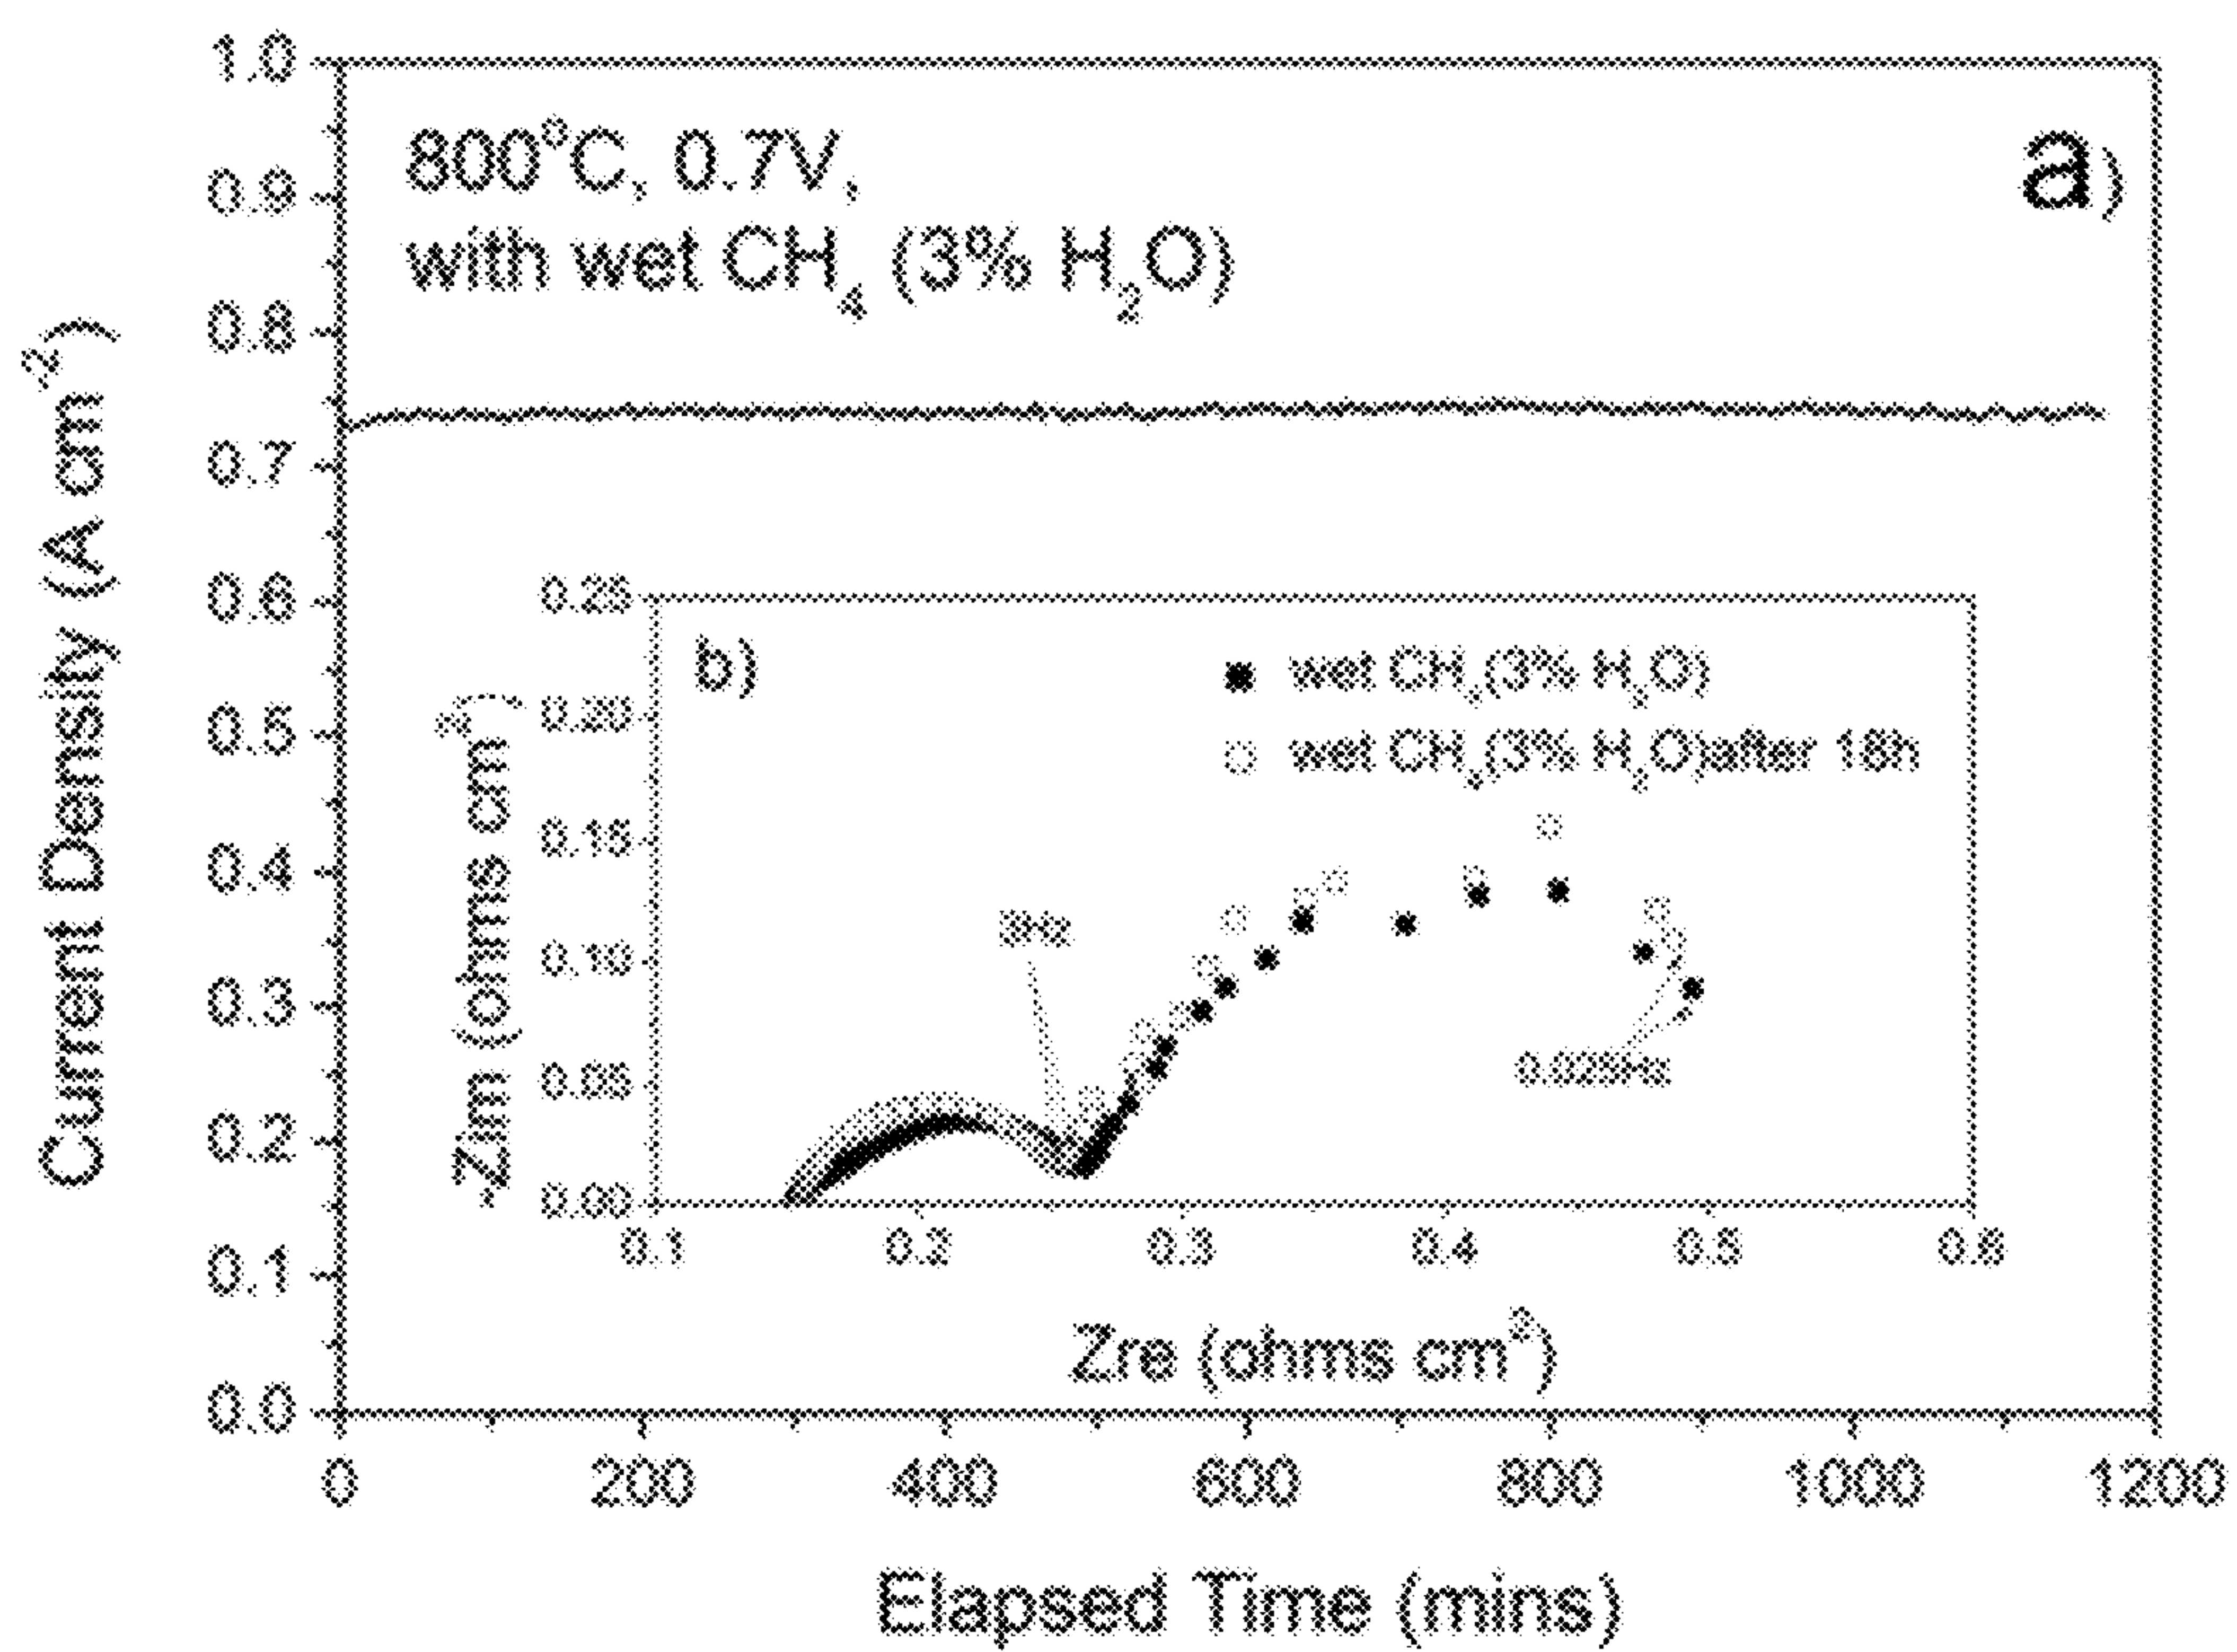 1.0
0.9
0.8
0.7
0.6
0.5
0.4
0.3
0.2
0.1
0.0
Current Density (A cm²)
800°C, 0.7V,
with wet CH₄ (3% H₂O)
a)
b)
wet CH₄(3% H₂O)
wet CH₄(3% H₂O)after 18h
0.25
0.20
0.15
0.10
0.05
0.00
-Zim (ohms cm²)
3Hz
0.025Hz
0.1 0.2 0.3 0.4 0.5 0.6
Zre (ohms cm²)
0 200 400 600 800 1000 1200
Elapsed Time (mins)